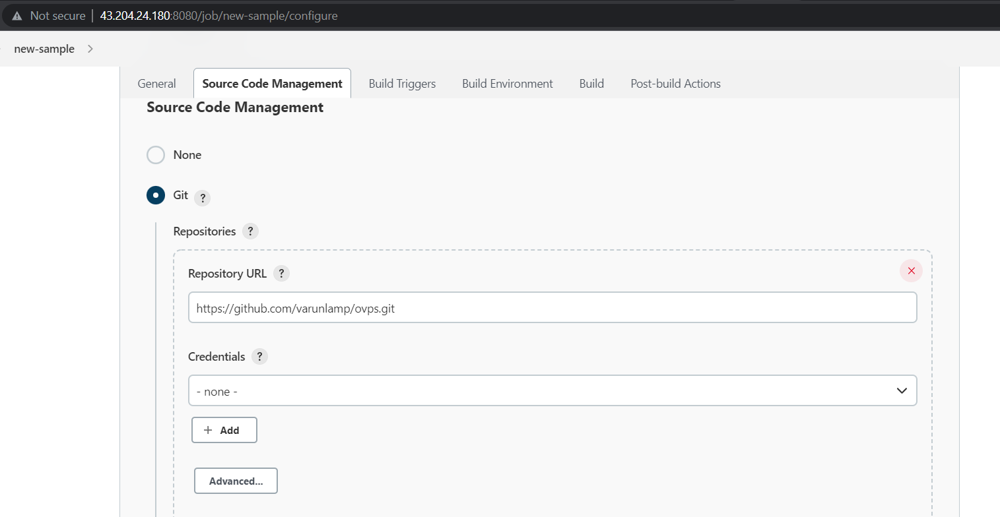 Not secure | 43.204.24.180:8080/job/new-sample/configure
new-sample
General Source Code Management Build Triggers Build Environment Build Post-build Actions
Source Code Management
None
Git ?
Repositories ?
Repository URL ?
https://github.com/varunlamp/ovps.git
Credentials ?
- none -
+ Add
Advanced...